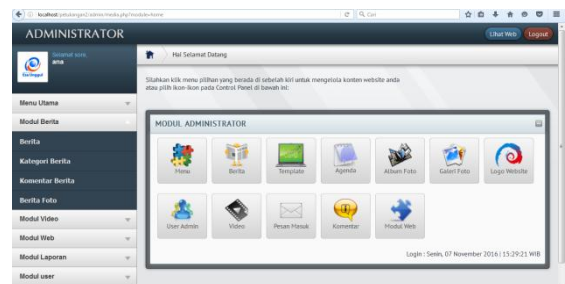 localhost/petukangan2/admin/media.php?module=home
Cari
ADMINISTRATOR
Lihat Web
Logout
Selamat sore,
ana
Hai Selamat Datang
Silahkan klik menu pilihan yang berada di sebelah kiri untuk mengelola konten website anda
atau pilih ikon-ikon pada Control Panel di bawah ini:
Menu Utama
Modul Berita
Berita
Kategori Berita
Komentar Berita
Berita Foto
Modul Video
Modul Web
Modul Laporan
Modul user
MODUL ADMINISTRATOR
Menu
Berita
Template
Agenda
Album Foto
Galeri Foto
Logo Website
User Admin
Video
Pesan Masuk
Komentar
Modul Web
Login : Senin, 07 November 2016 | 15:29:21 WIB